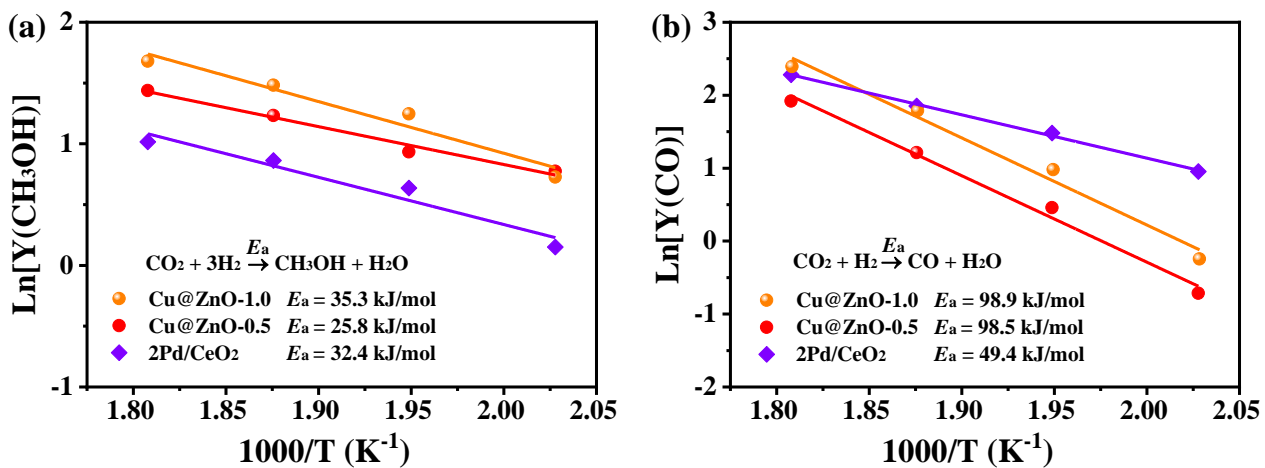 (a)
Ln[Y(CH₃OH)]
2
1
0
-1
Eₐ
CO₂ + 3H₂ → CH₃OH + H₂O
Cu@ZnO-1.0 Eₐ = 35.3 kJ/mol
Cu@ZnO-0.5 Eₐ = 25.8 kJ/mol
2Pd/CeO₂ Eₐ = 32.4 kJ/mol
1.80 1.85 1.90 1.95 2.00 2.05
1000/T (K⁻¹)
(b)
Ln[Y(CO)]
3
2
1
0
-1
-2
Eₐ
CO₂ + H₂ → CO + H₂O
Cu@ZnO-1.0 Eₐ = 98.9 kJ/mol
Cu@ZnO-0.5 Eₐ = 98.5 kJ/mol
2Pd/CeO₂ Eₐ = 49.4 kJ/mol
1.80 1.85 1.90 1.95 2.00 2.05
1000/T (K⁻¹)